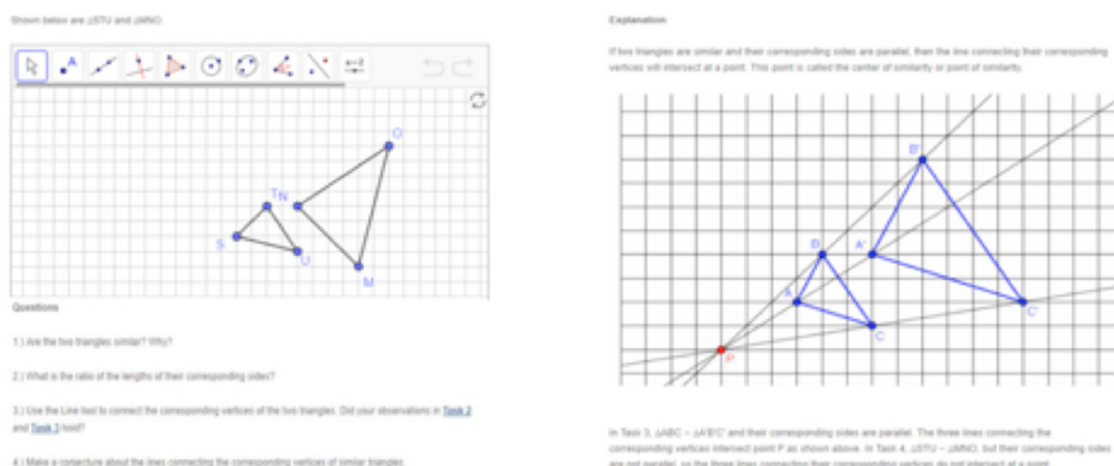 Shown below are △STU and △MNO.
A
a=2
O
T N
S
U
M
Questions
1.) Are the two triangles similar? Why?
2.) What is the ratio of the lengths of their corresponding sides?
3.) Use the Line tool to connect the corresponding vertices of the two triangles. Did your observations in Task 2
and Task 3 hold?
4.) Make a conjecture about the lines connecting the corresponding vertices of similar triangles.
Explanation
If two triangles are similar and their corresponding sides are parallel, then the line connecting their corresponding
vertices will intersect at a point. This point is called the center of similarity or point of similarity.
B'
B
A'
A
C'
C
P
In Task 3, △ABC ~ △A'B'C' and their corresponding sides are parallel. The three lines connecting the
corresponding vertices intersect point P as shown above. In Task 4, △STU ~ △MNO, but their corresponding sides
are not parallel, so the three lines connecting their corresponding vertices do not intersect at a point.